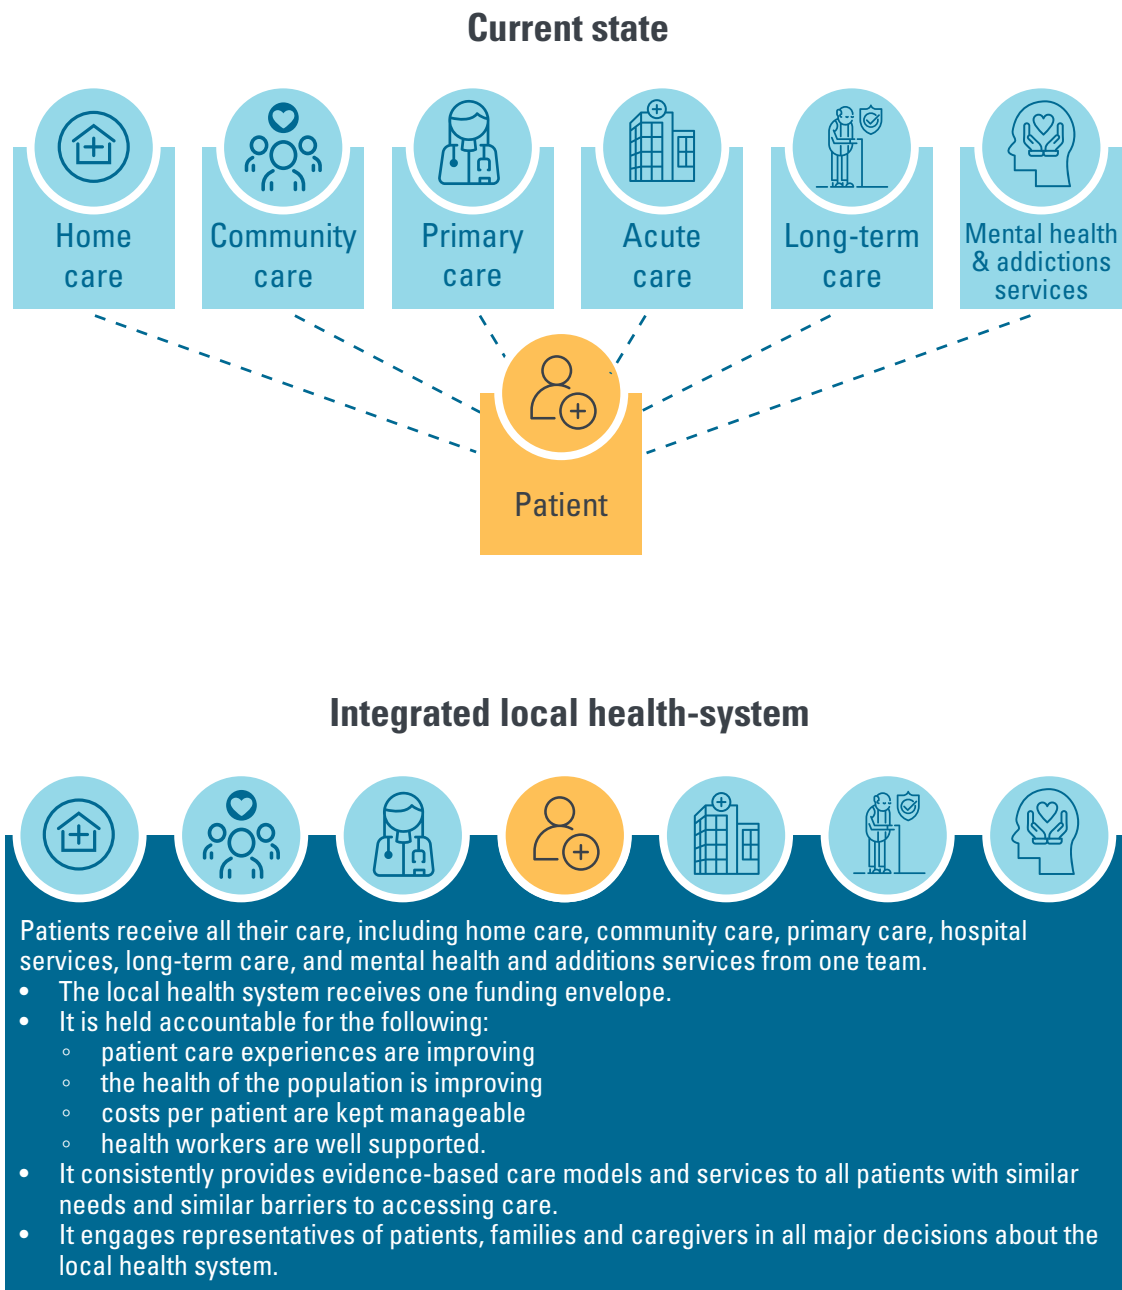 Current state
Home
care
Community
care
Primary
care
Acute
care
Long-term
care
Mental health
& addictions
services
Patient
Integrated local health-system
Patients receive all their care, including home care, community care, primary care, hospital
services, long-term care, and mental health and additions services from one team.
• The local health system receives one funding envelope.
• It is held accountable for the following:
◦ patient care experiences are improving
◦ the health of the population is improving
◦ costs per patient are kept manageable
◦ health workers are well supported.
• It consistently provides evidence-based care models and services to all patients with similar
needs and similar barriers to accessing care.
• It engages representatives of patients, families and caregivers in all major decisions about the
local health system.